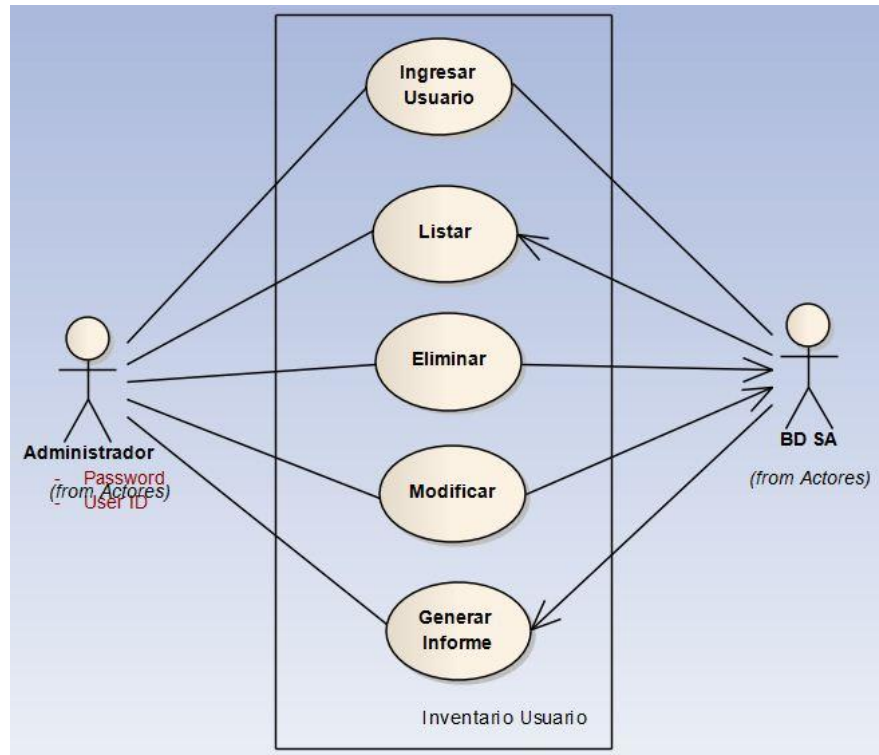 Ingresar
Usuario
Listar
Eliminar
Administrador
- Password
(from Actores)
- User ID
BD SA
(from Actores)
Modificar
Generar
Informe
Inventario Usuario